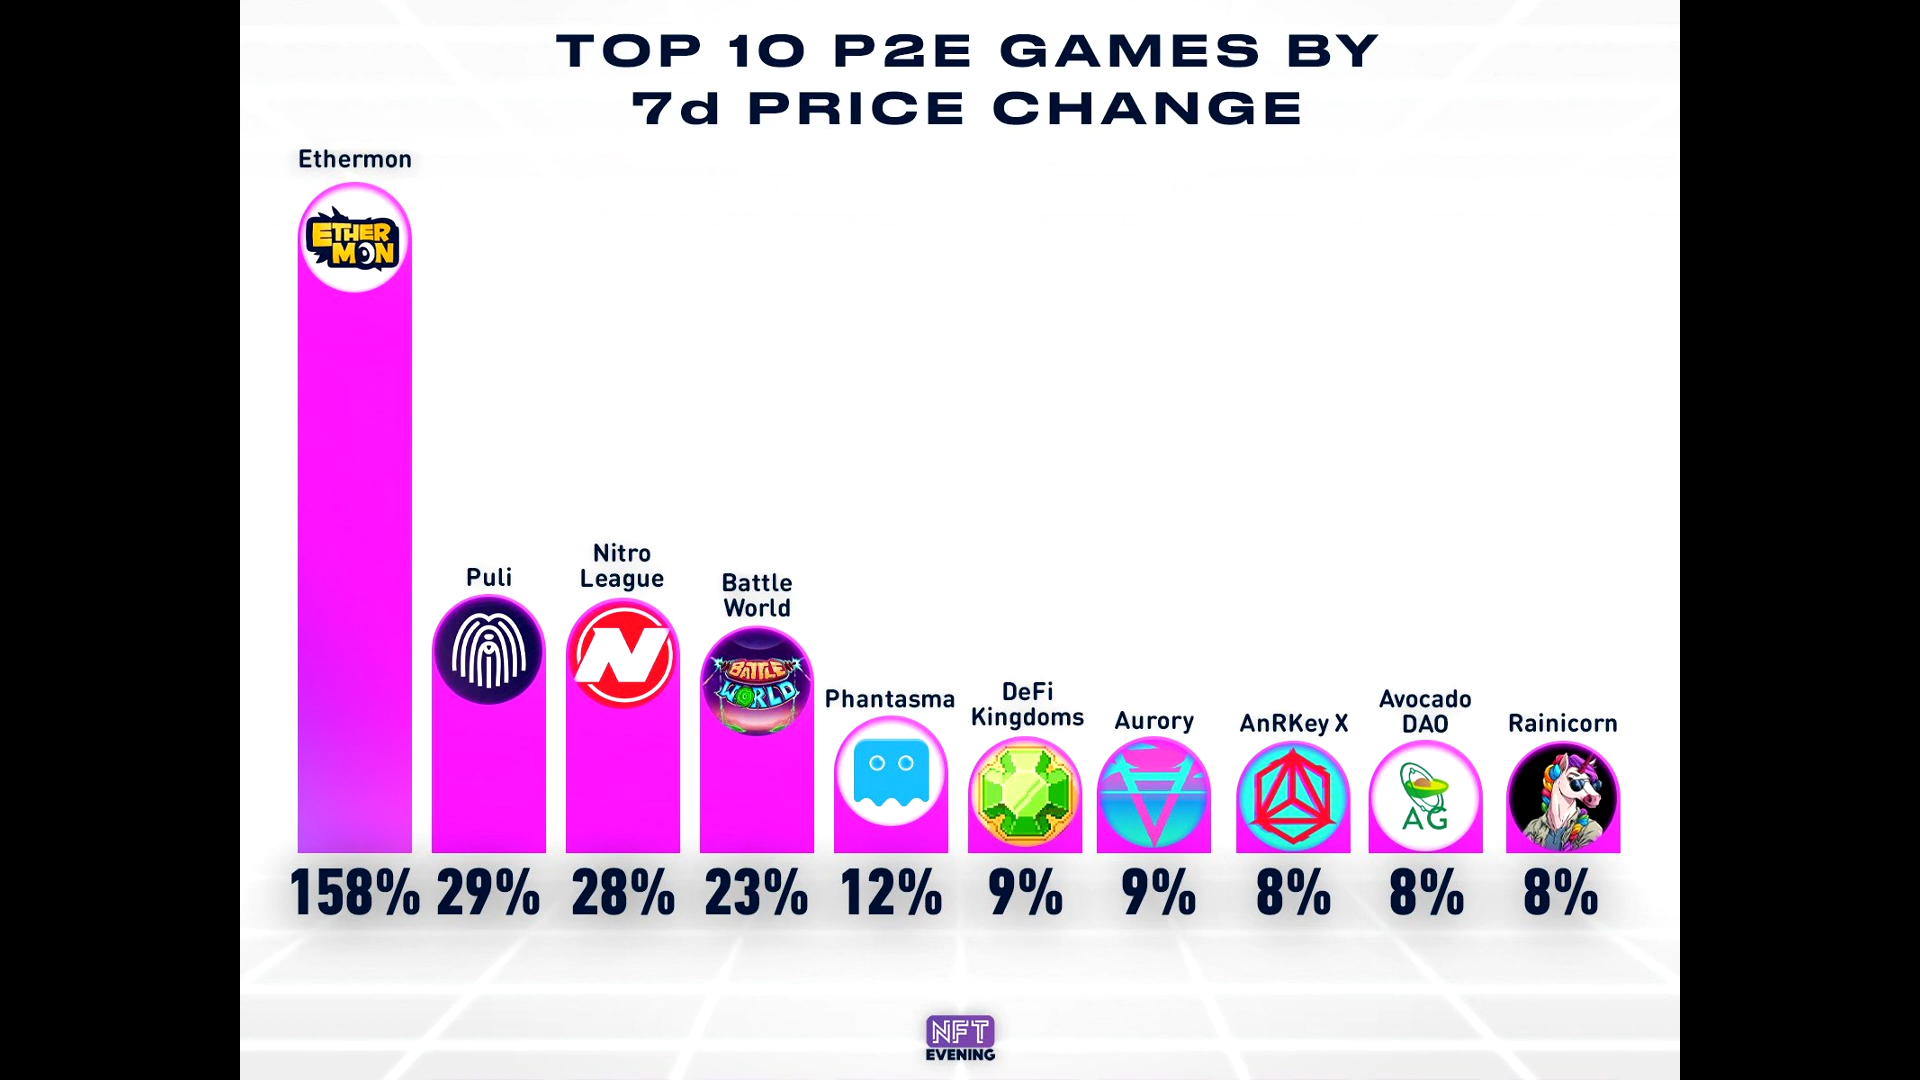 TOP 10 P2E GAMES BY
7d PRICE CHANGE
Ethermon
ETHER
MON
Puli
Nitro
League
N
Battle
World
BATTLE
WORLD
Phantasma
DeFi
Kingdoms
Aurory
AnRKey X
Avocado
DAO
AG
Rainicorn
158% 29% 28% 23% 12% 9% 9% 8% 8% 8%
NFT
EVENING